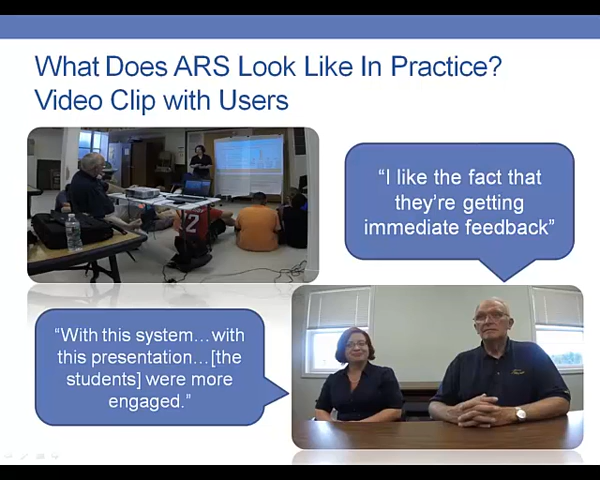 What Does ARS Look Like In Practice?
Video Clip with Users
“I like the fact that
they’re getting
immediate feedback”
“With this system…with
this presentation…[the
students] were more
engaged.”